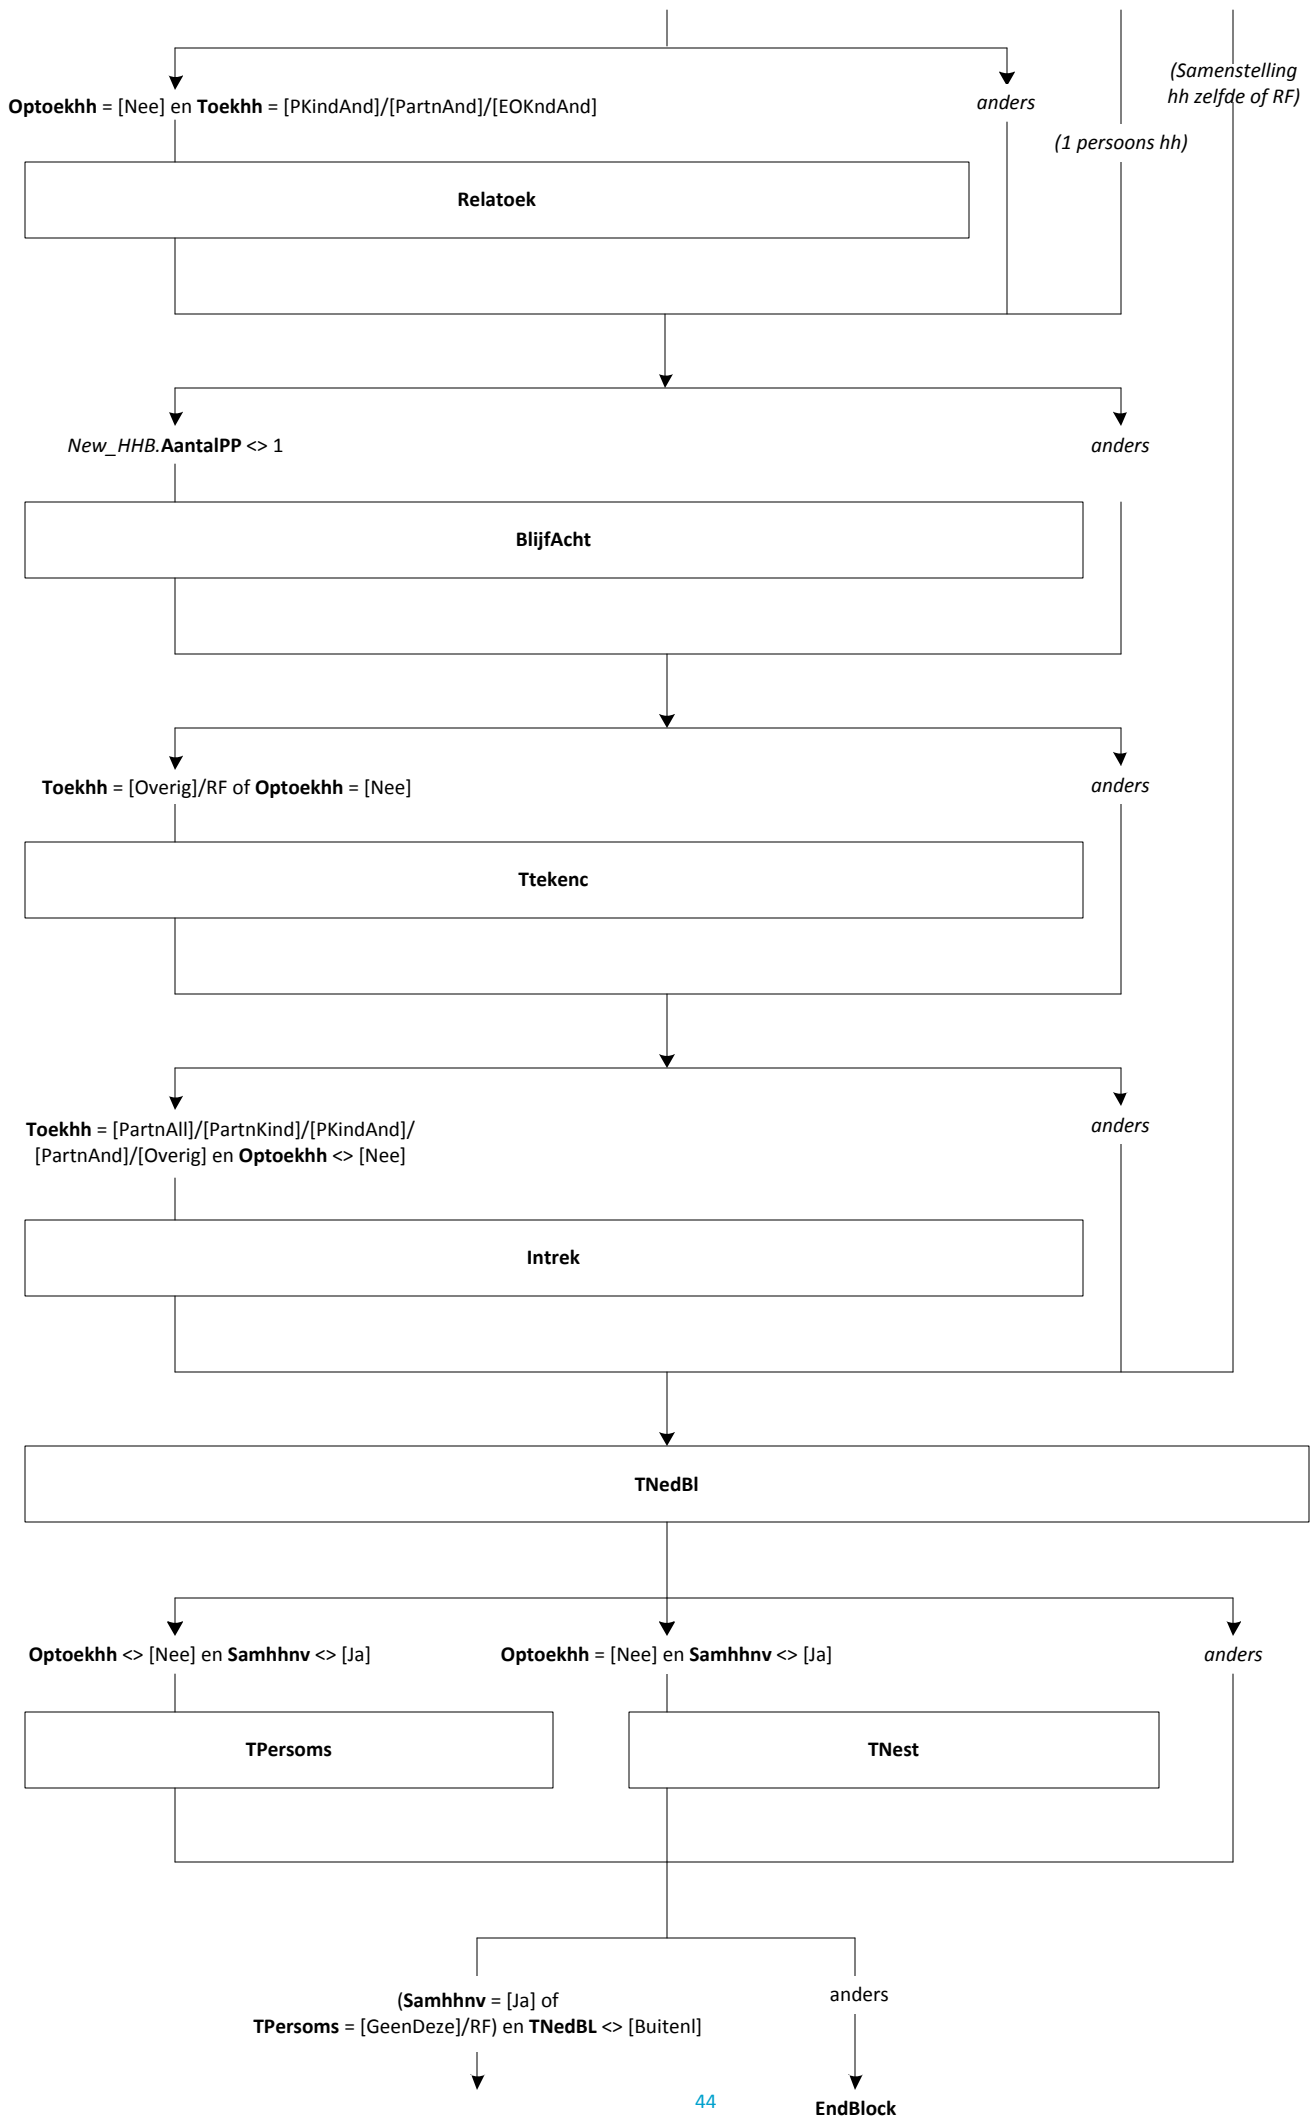 (Samenstelling
hh zelfde of RF)
Optoekhh = [Nee] en Toekhh = [PKindAnd]/[PartnAnd]/[EOKndAnd]
anders
(1 persoons hh)
Relatoek
New_HHB.AantalPP <> 1
anders
BlijfAcht
Toekhh = [Overig]/RF of Optoekhh = [Nee]
anders
Ttekenc
Toekhh = [PartnAll]/[PartnKind]/[PKindAnd]/
[PartnAnd]/[Overig] en Optoekhh <> [Nee]
anders
Intrek
TNedBl
Optoekhh <> [Nee] en Samhhnv <> [Ja]
Optoekhh = [Nee] en Samhhnv <> [Ja]
anders
TPersoms
TNest
(Samhhnv = [Ja] of
TPersoms = [GeenDeze]/RF) en TNedBL <> [Buitenl]
anders
44
EndBlock